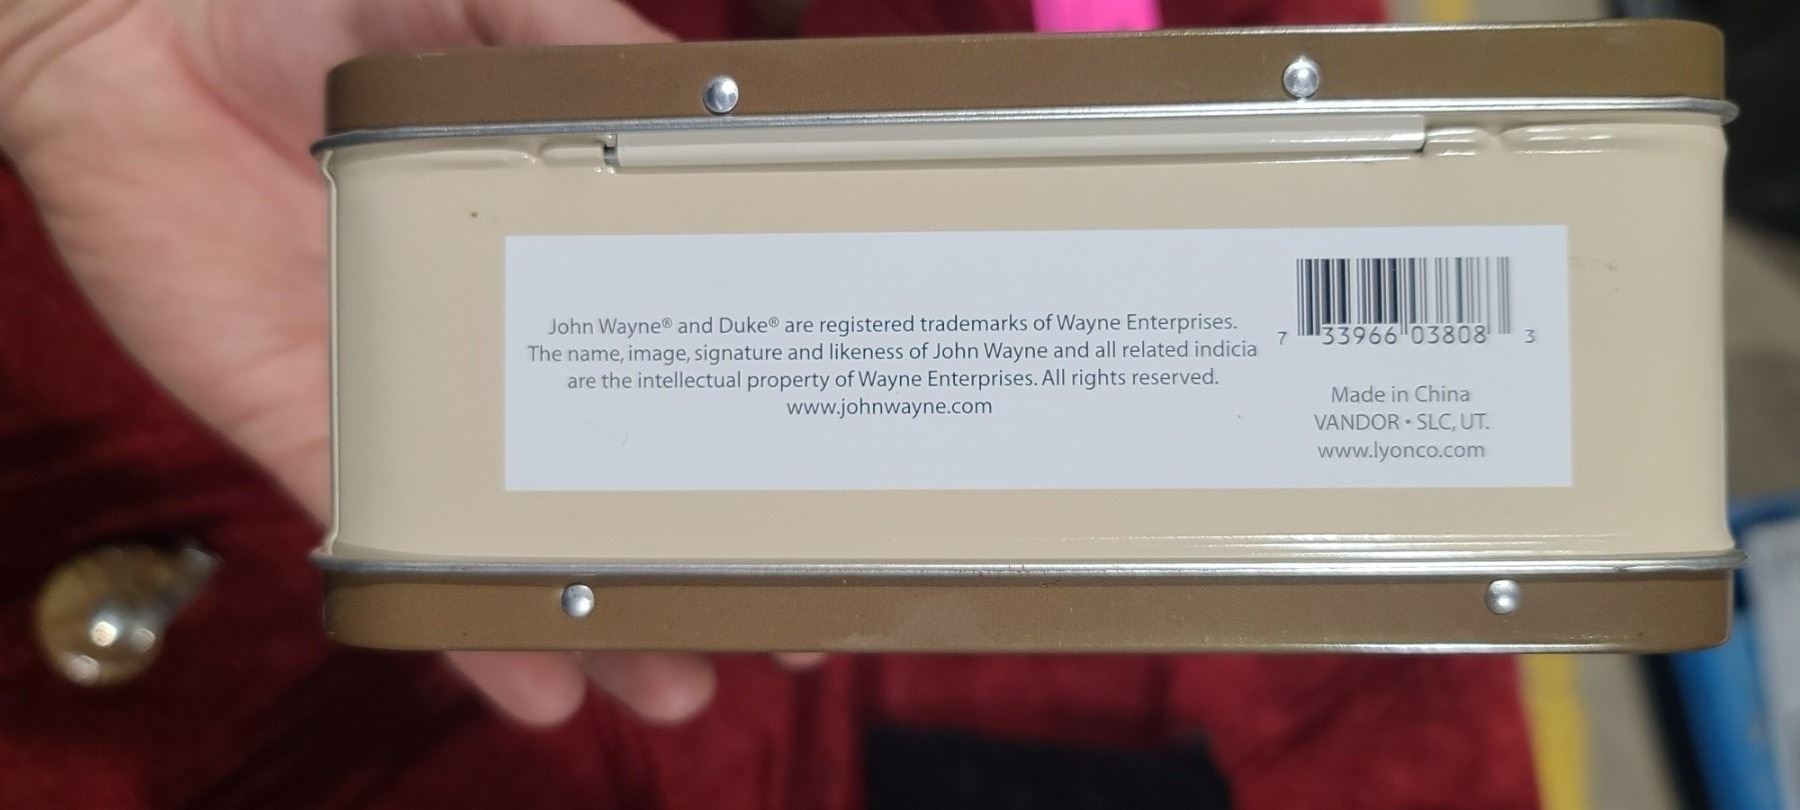 John Wayne® and Duke® are registered trademarks of Wayne Enterprises.
The name, image, signature and likeness of John Wayne and all related indicia
are the intellectual property of Wayne Enterprises. All rights reserved.
www.johnwayne.com
7 33966 03808 3
Made in China
VANDOR • SLC, UT.
www.lyonco.com